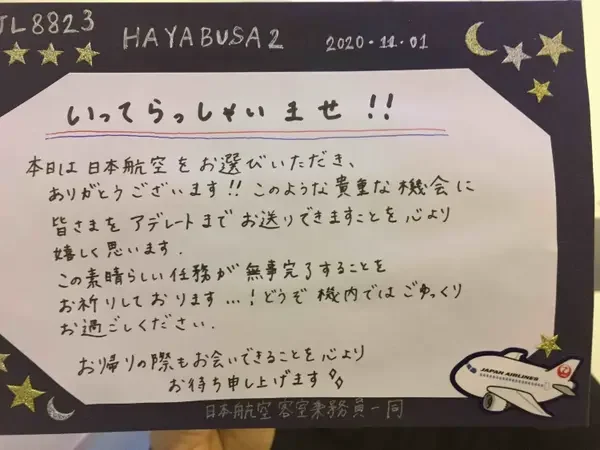 JL8823
HAYABUSA2
2020.11.01
いってらっしゃいませ!!
本日は日本航空をお選びいただき、
ありがとうございます!!このような貴重な機会に
皆さまをアデレートまでお送りできますことを心より
嬉しく思います.
この素晴らしい任務が無事完了することを
お祈りしております...!どうぞ機内ではごゆっくり
お過ごしください.
お帰りの際もお会いできることを心より
お待ち申し上げます
日本航空客室乗務員一同
JAPAN AIRLINES